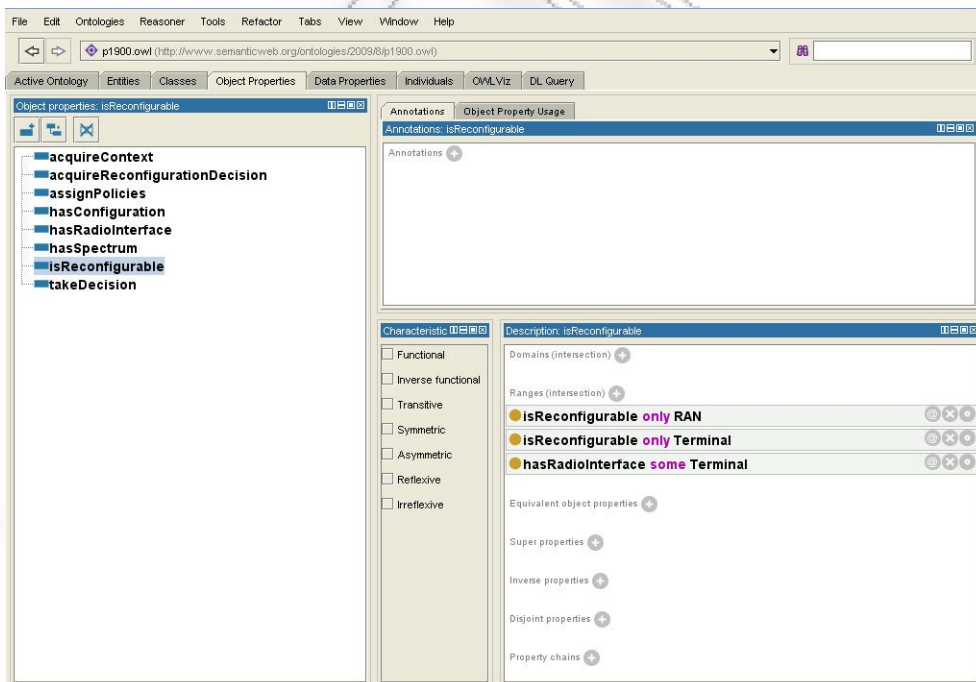 File Edit Ontologies Reasoner Tools Refactor Tabs View Window Help
p1900.owl (http://www.semanticweb.org/ontologies/2009/8/p1900.owl)
Active Ontology Entities Classes Object Properties Data Properties Individuals OWLViz DL Query
Object properties: isReconfigurable
acquireContext
acquireReconfigurationDecision
assignPolicies
hasConfiguration
hasRadioInterface
hasSpectrum
isReconfigurable
takeDecision
Annotations Object Property Usage
Annotations: isReconfigurable
Annotations
Characteristic
Functional
Inverse functional
Transitive
Symmetric
Asymmetric
Reflexive
Irreflexive
Description: isReconfigurable
Domains (intersection)
Ranges (intersection)
isReconfigurable only RAN
isReconfigurable only Terminal
hasRadioInterface some Terminal
Equivalent object properties
Super properties
Inverse properties
Disjoint properties
Property chains